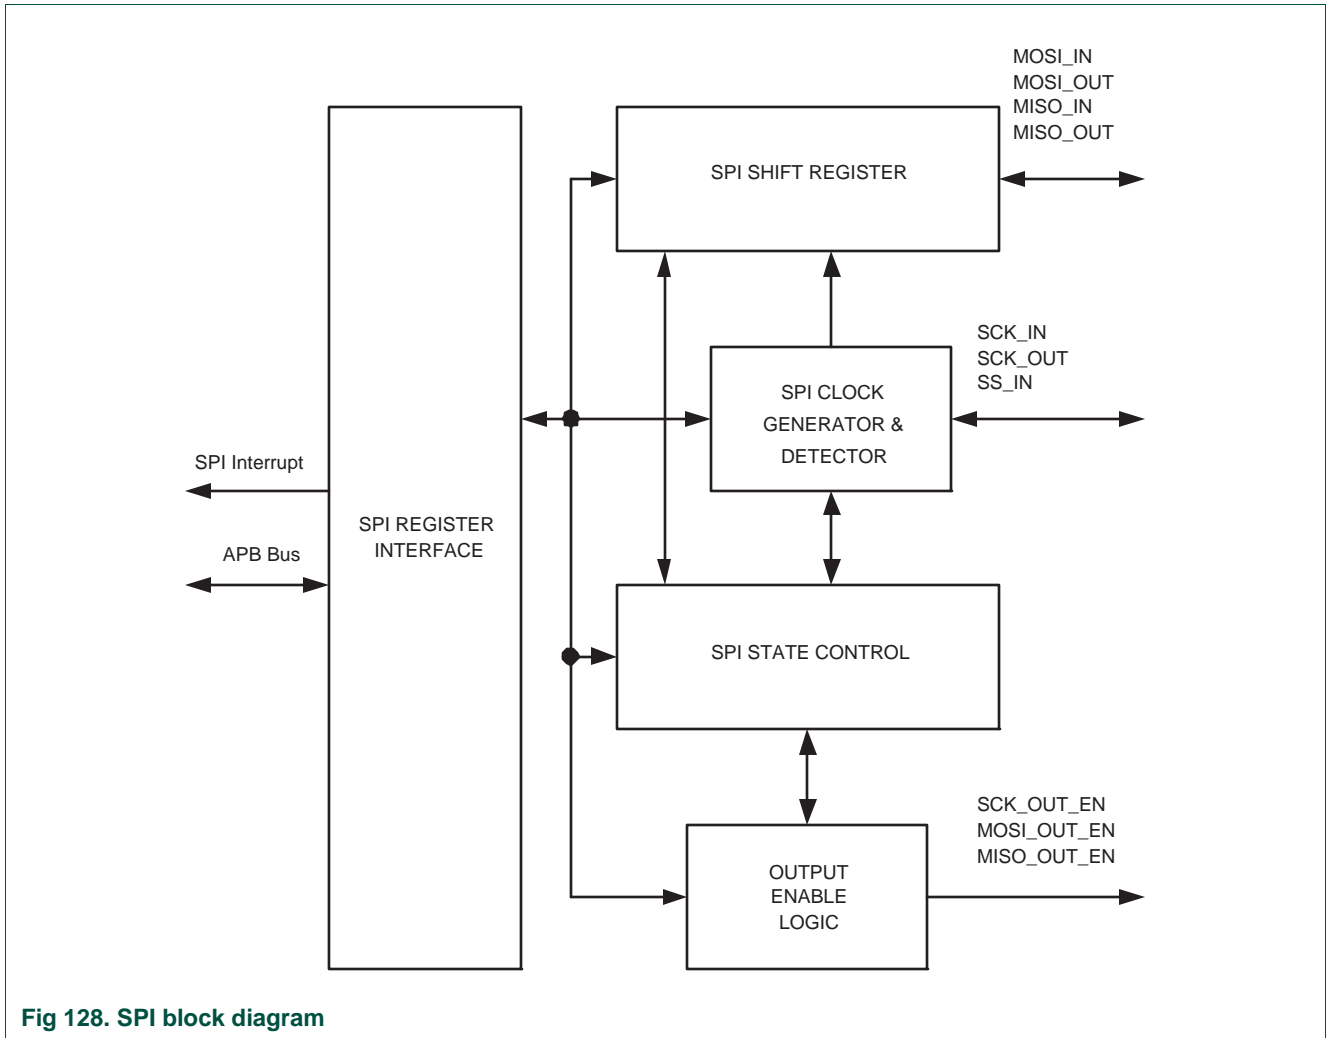 MOSI_IN
MOSI_OUT
MISO_IN
MISO_OUT
SPI SHIFT REGISTER
SCK_IN
SCK_OUT
SS_IN
SPI CLOCK
GENERATOR &
DETECTOR
SPI Interrupt
SPI REGISTER
INTERFACE
APB Bus
SPI STATE CONTROL
SCK_OUT_EN
MOSI_OUT_EN
MISO_OUT_EN
OUTPUT
ENABLE
LOGIC
Fig 128. SPI block diagram